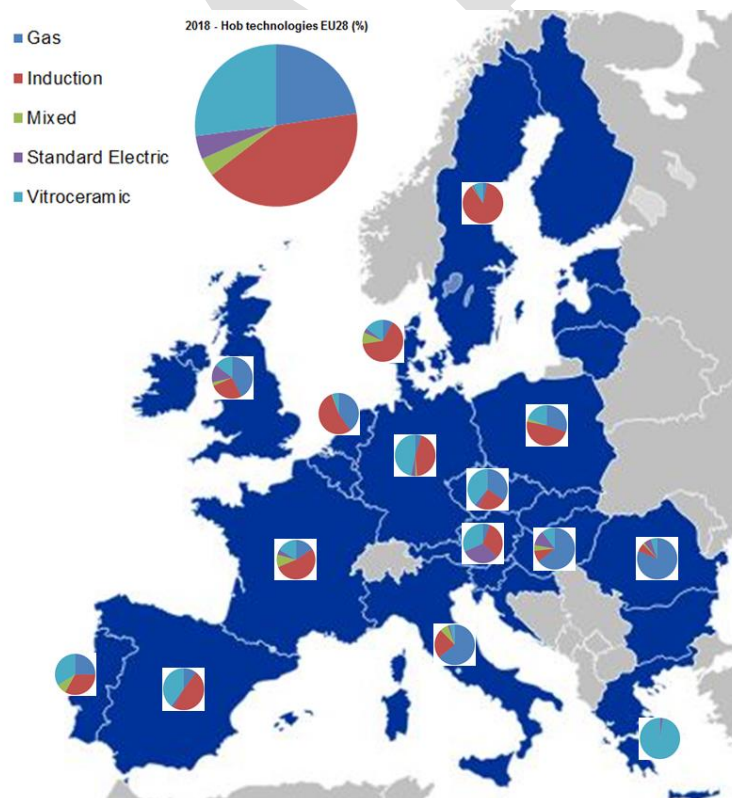 2018 - Hob technologies EU28 (%)
Gas
Induction
Mixed
Standard Electric
Vitroceramic